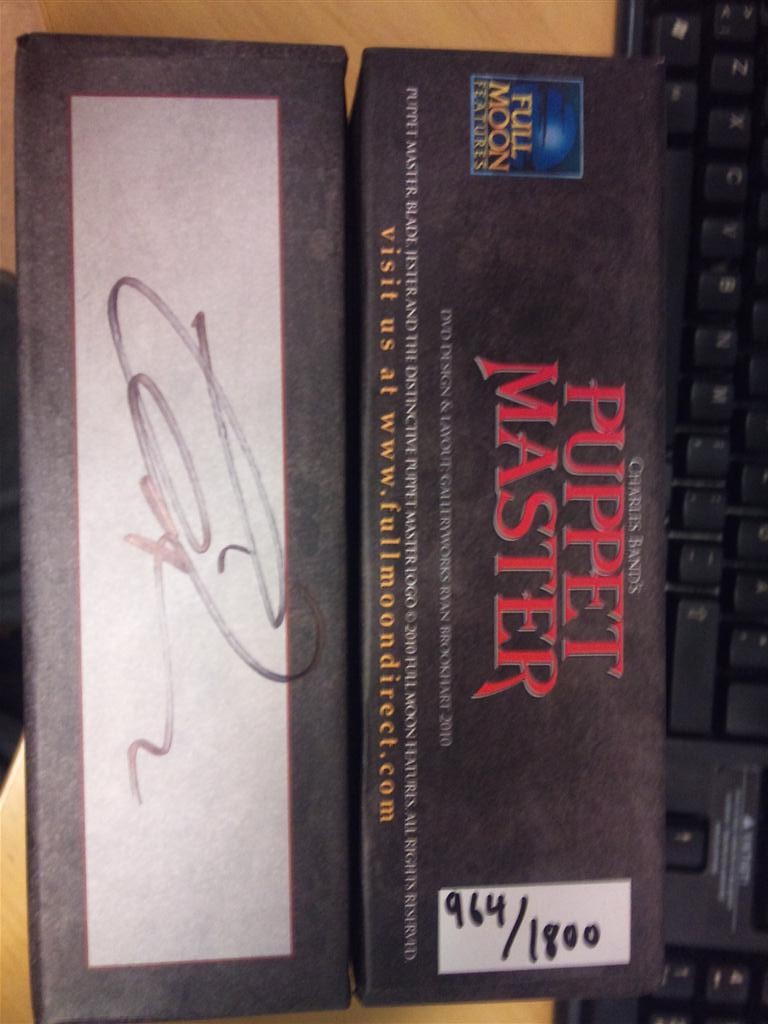 FULL
MOON
FEATURES
CHARLES BAND'S
PUPPET
MASTER
DVD DESIGN & LAYOUT: GALLERYWORKS RYAN BROOKHART 2010
PUPPET MASTER, BLADE, JESTER AND THE DISTINCTIVE PUPPET MASTER LOGO © 2010 FULL MOON FEATURES. ALL RIGHTS RESERVED.
visit us at www.fullmoondirect.com
964/1800
Z
X
C
V
B
N
M